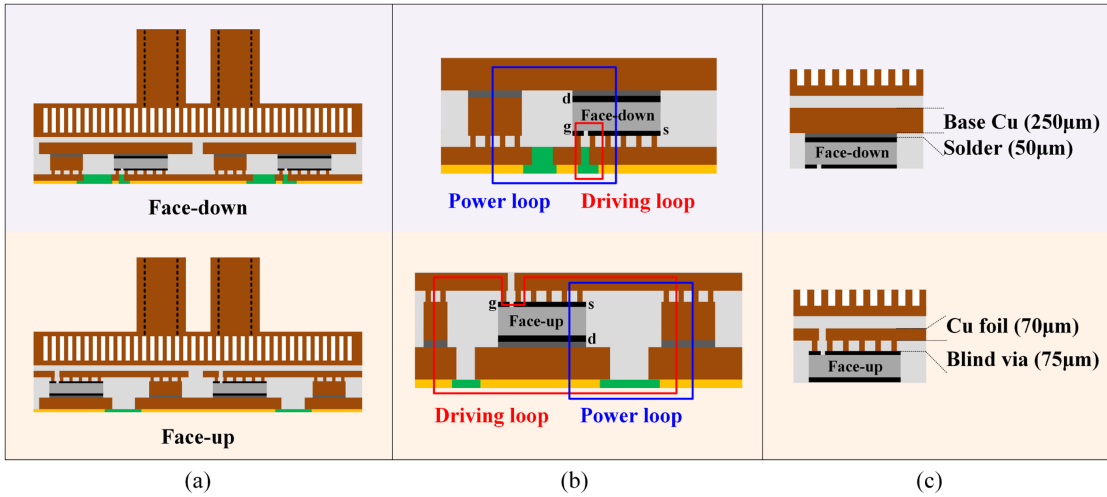 Face-down
d
Face-down
g
s
Power loop
Driving loop
Base Cu (250μm)
Solder (50μm)
Face-down
Face-up
g
s
Face-up
d
Driving loop
Power loop
Cu foil (70μm)
Blind via (75μm)
Face-up
(a)
(b)
(c)